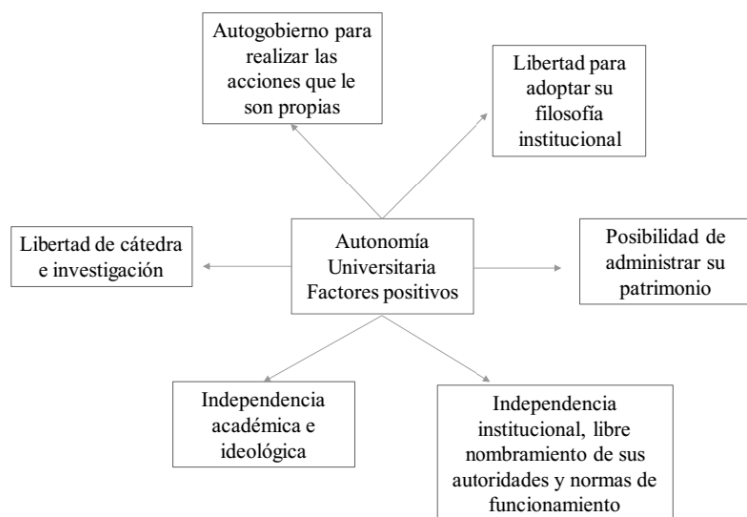 Autogobierno para
realizar las
acciones que le
son propias
Libertad para
adoptar su
filosofía
institucional
Libertad de cátedra
e investigación
Autonomía
Universitaria
Factores positivos
Posibilidad de
administrar su
patrimonio
Independencia
académica e
ideológica
Independencia
institucional, libre
nombramiento de sus
autoridades y normas de
funcionamiento